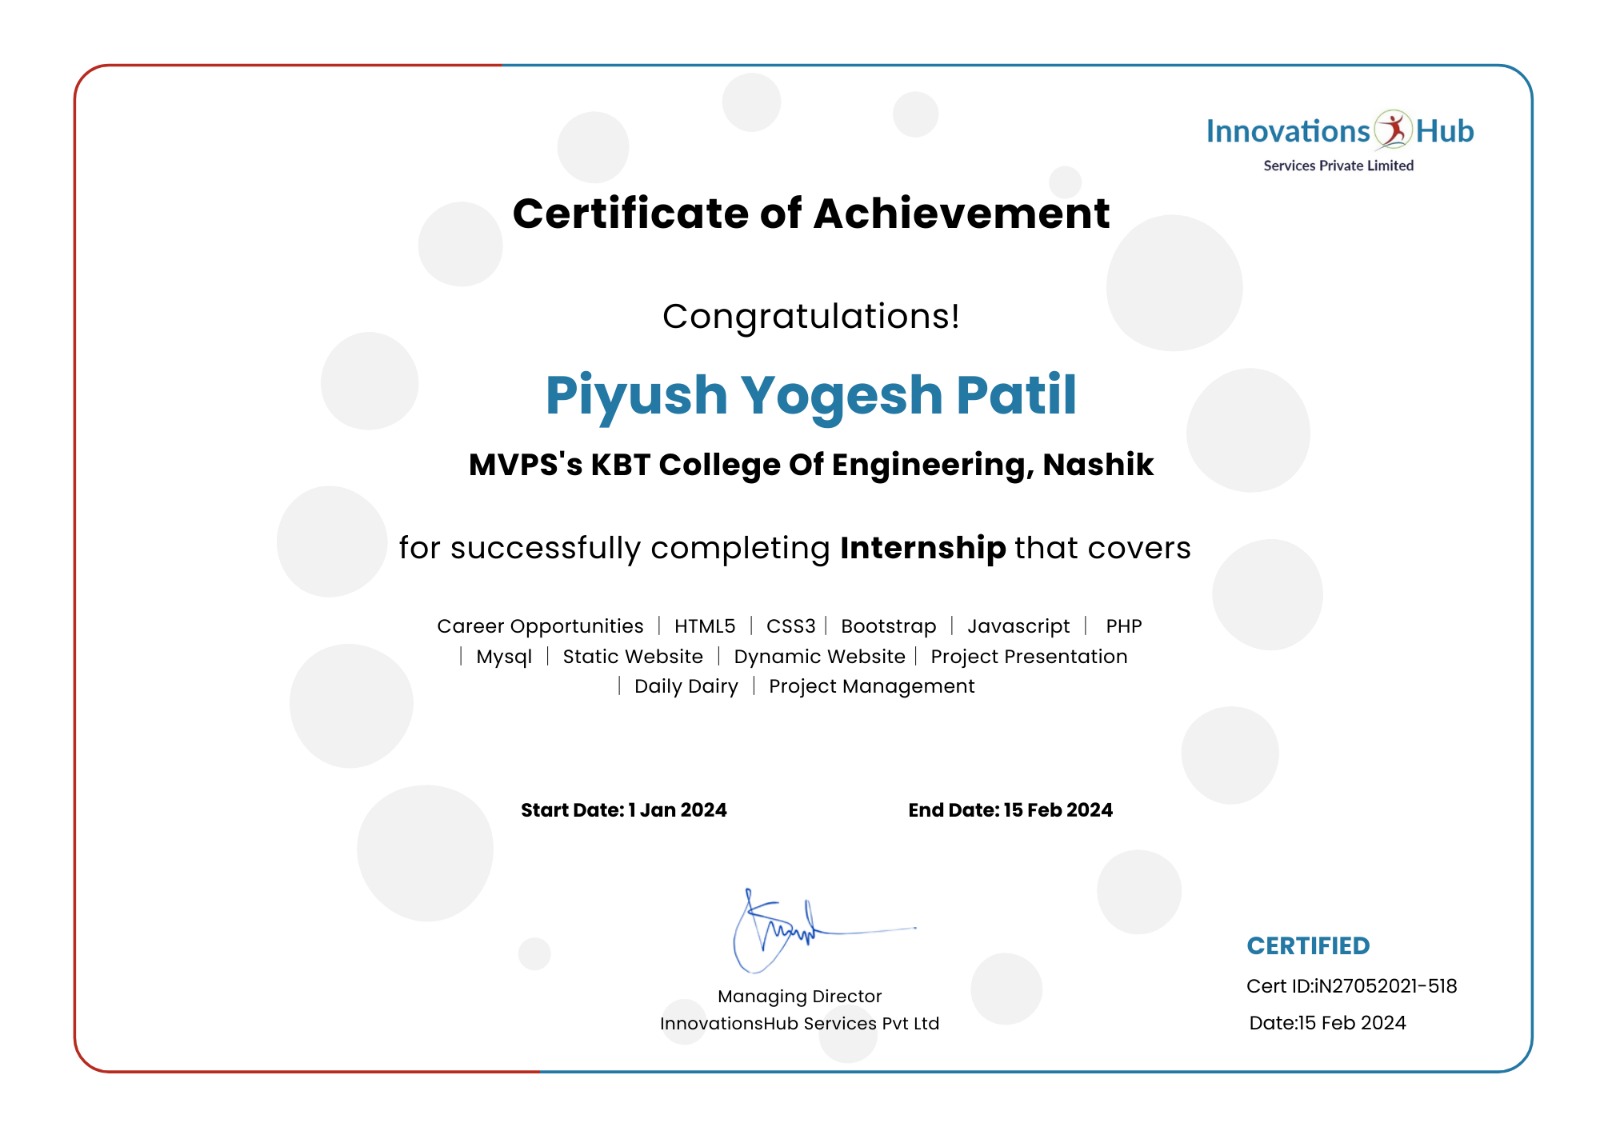 Innovations Hub
Services Private Limited
Certificate of Achievement
Congratulations!
Piyush Yogesh Patil
MVPS's KBT College Of Engineering, Nashik
for successfully completing Internship that covers
Career Opportunities | HTML5 | CSS3 | Bootstrap | Javascript | PHP
| Mysql | Static Website | Dynamic Website | Project Presentation
| Daily Dairy | Project Management
Start Date: 1 Jan 2024 End Date: 15 Feb 2024
Managing Director
InnovationsHub Services Pvt Ltd
CERTIFIED
Cert ID:iN27052021-518
Date:15 Feb 2024